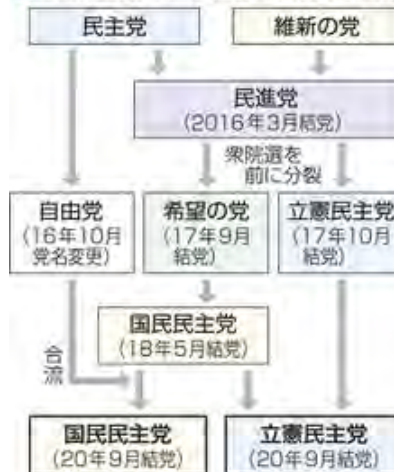 民主党
維新の党
民進党
(2016年3月結党)
衆院選を
前に分裂
自由党
(16年10月
党名変更)
希望の党
(17年9月
結党)
立憲民主党
(17年10月
結党)
国民民主党
(18年5月結党)
合流
国民民主党
(20年9月結党)
立憲民主党
(20年9月結党)